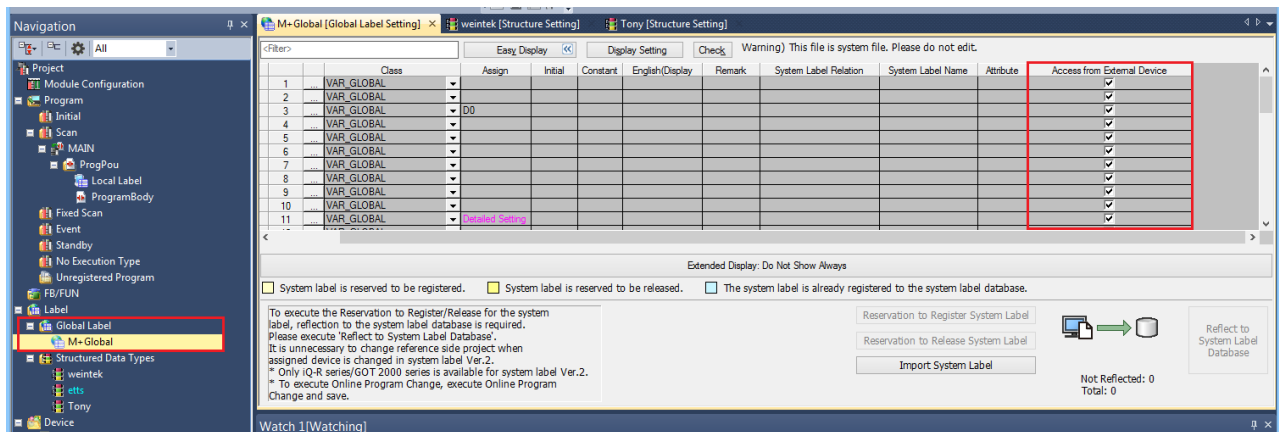 Navigation
All
Project
Module Configuration
Program
Initial
Scan
MAIN
ProgPou
Local Label
ProgramBody
Fixed Scan
Event
Standby
No Execution Type
Unregistered Program
FB/FUN
Label
Global Label
M+Global
Structured Data Types
weintek
etts
Tony
Device
M+Global [Global Label Setting] weintek [Structure Setting] Tony [Structure Setting]
<Filter> Easy Display Display Setting Check Warning) This file is system file. Please do not edit.
Class Assign Initial Constant English(Display Remark System Label Relation System Label Name Attribute Access from External Device
1 ... VAR_GLOBAL
2 ... VAR_GLOBAL
3 ... VAR_GLOBAL D0
4 ... VAR_GLOBAL
5 ... VAR_GLOBAL
6 ... VAR_GLOBAL
7 ... VAR_GLOBAL
8 ... VAR_GLOBAL
9 ... VAR_GLOBAL
10 ... VAR_GLOBAL
11 ... VAR_GLOBAL Detailed Setting
Extended Display: Do Not Show Always
System label is reserved to be registered. System label is reserved to be released. The system label is already registered to the system label database.
To execute the Reservation to Register/Release for the system
label, reflection to the system label database is required.
Please execute 'Reflect to System Label Database'.
It is unnecessary to change reference side project when
assigned device is changed in system label Ver.2.
* Only iQ-R series/GOT 2000 series is available for system label Ver.2.
* To execute Online Program Change, execute Online Program
Change and save.
Reservation to Register System Label
Reservation to Release System Label
Import System Label
Not Reflected: 0
Total: 0
Reflect to
System Label
Database
Watch 1[Watching]